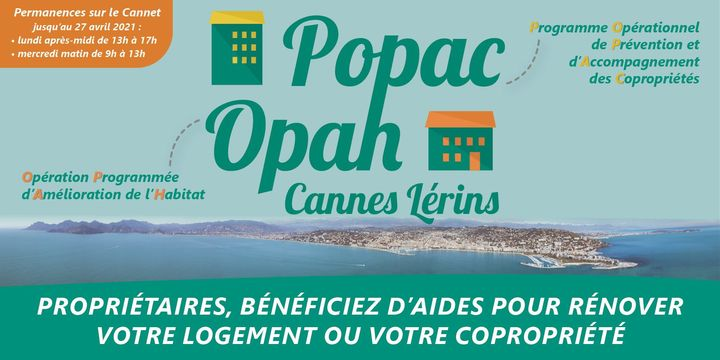 Permanences sur le Cannet
jusqu'au 27 avril 2021 :
• lundi après-midi de 13h à 17h
• mercredi matin de 9h à 13h
Popac
Programme Opérationnel
de Prévention et
d'Accompagnement
des Copropriétés
Opah
Opération Programmée
d'Amélioration de l'Habitat
Cannes Lérins
PROPRIÉTAIRES, BÉNÉFICIEZ D'AIDES POUR RÉNOVER
VOTRE LOGEMENT OU VOTRE COPROPRIÉTÉ